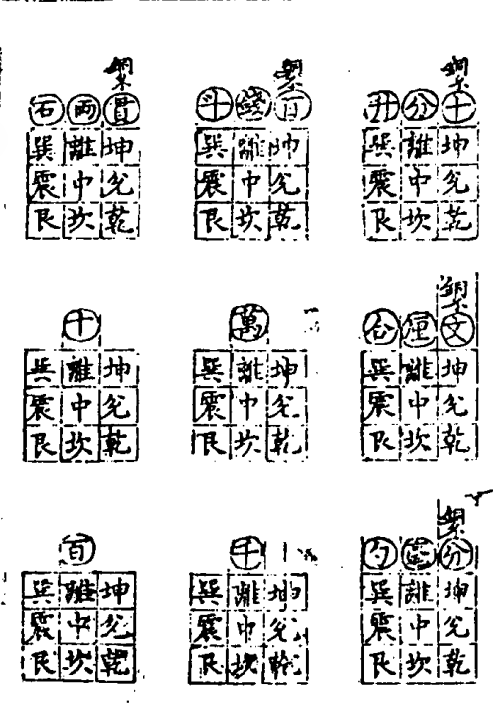 石 兩 貫
巽 離 坤
震 中 兌
艮 坎 乾
斗 錢 百
巽 離 坤
震 中 兌
艮 坎 乾
升 分 十
巽 離 坤
震 中 兌
艮 坎 乾
十
巽 離 坤
震 中 兌
艮 坎 乾
萬
巽 離 坤
震 中 兌
艮 坎 乾
合 厘 文
巽 離 坤
震 中 兌
艮 坎 乾
百
巽 離 坤
震 中 兌
艮 坎 乾
千
巽 離 坤
震 中 兌
艮 坎 乾
勺 分
巽 離 坤
震 中 兌
艮 坎 乾